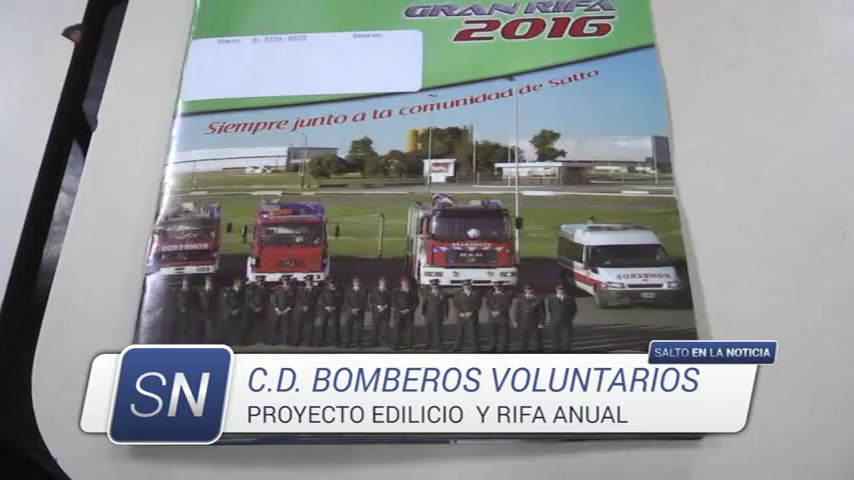 GRAN RIFA
2016
Siempre junto a la comunidad de Salto
BOMBEROS
SALTO EN LA NOTICIA
SN
C.D. BOMBEROS VOLUNTARIOS
PROYECTO EDILICIO Y RIFA ANUAL